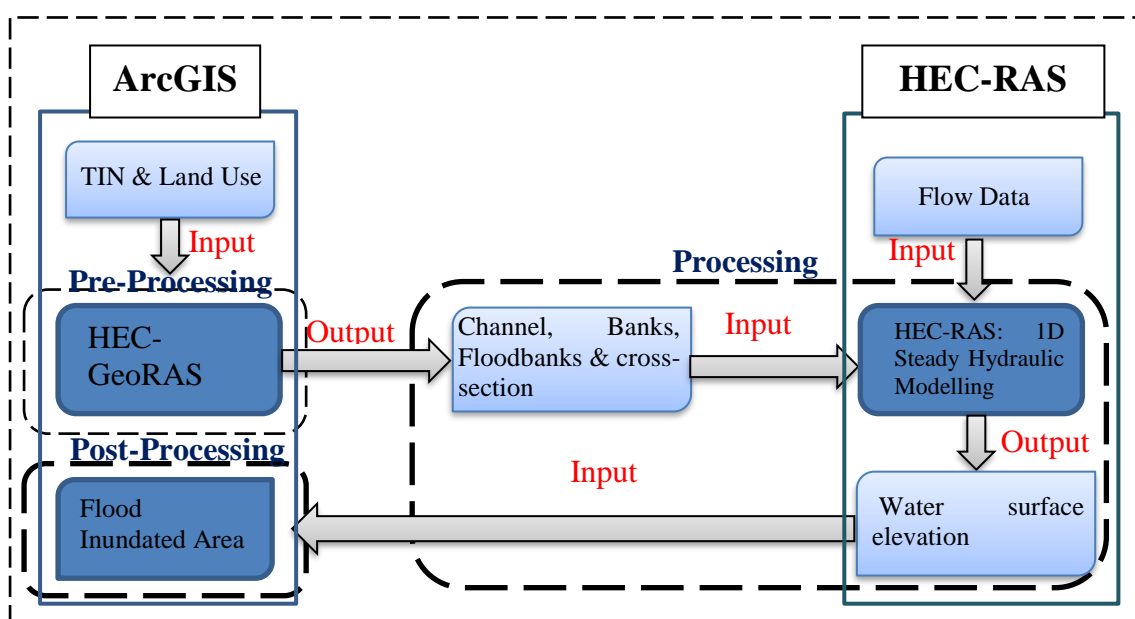 ArcGIS
HEC-RAS
TIN & Land Use
Flow Data
Input
Input
Pre-Processing
Processing
HEC-
GeoRAS
Output
Channel, Banks,
Floodbanks & cross-
section
Input
HEC-RAS: 1D
Steady Hydraulic
Modelling
Output
Post-Processing
Input
Flood
Inundated Area
Water surface
elevation